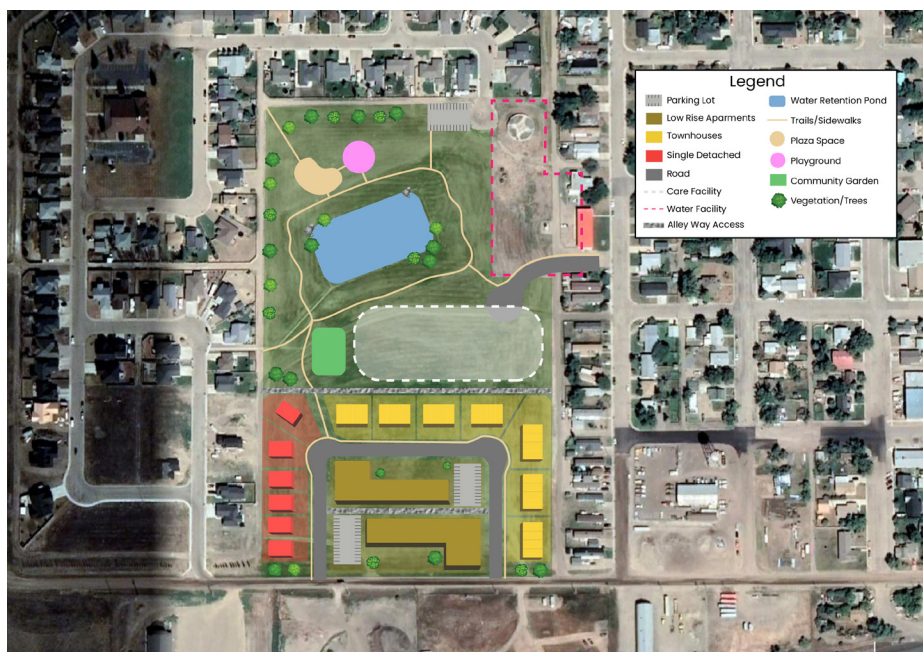 Legend
Parking Lot
Low Rise Aparments
Townhouses
Single Detached
Road
Care Facility
Water Facility
Alley Way Access
Water Retention Pond
Trails/Sidewalks
Plaza Space
Playground
Community Garden
Vegetation/Trees